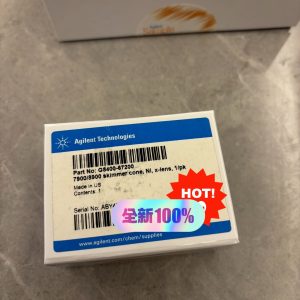 Agilent Technologies
Part No: G8400-67200
7900/8900 skimmer cone, Ni, x-lens, 1/pk
Made in US
Contents: 1
HOT!
Serial No: ABY
全新100%
www.agilent.com/chem/supplies